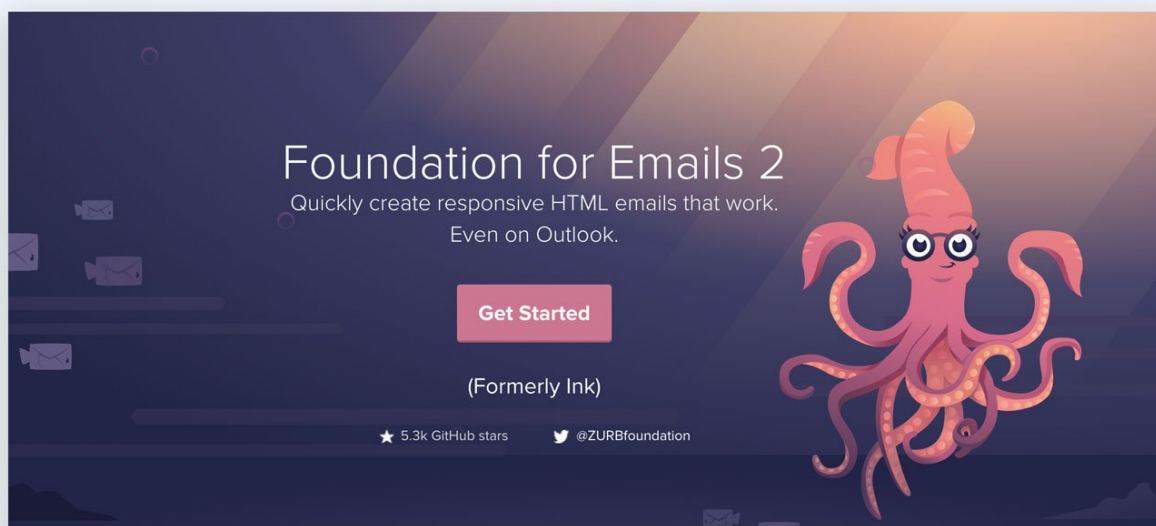 Foundation for Emails 2
Quickly create responsive HTML emails that work.
Even on Outlook.
Get Started
(Formerly Ink)
5.3k GitHub stars
@ZURBfoundation